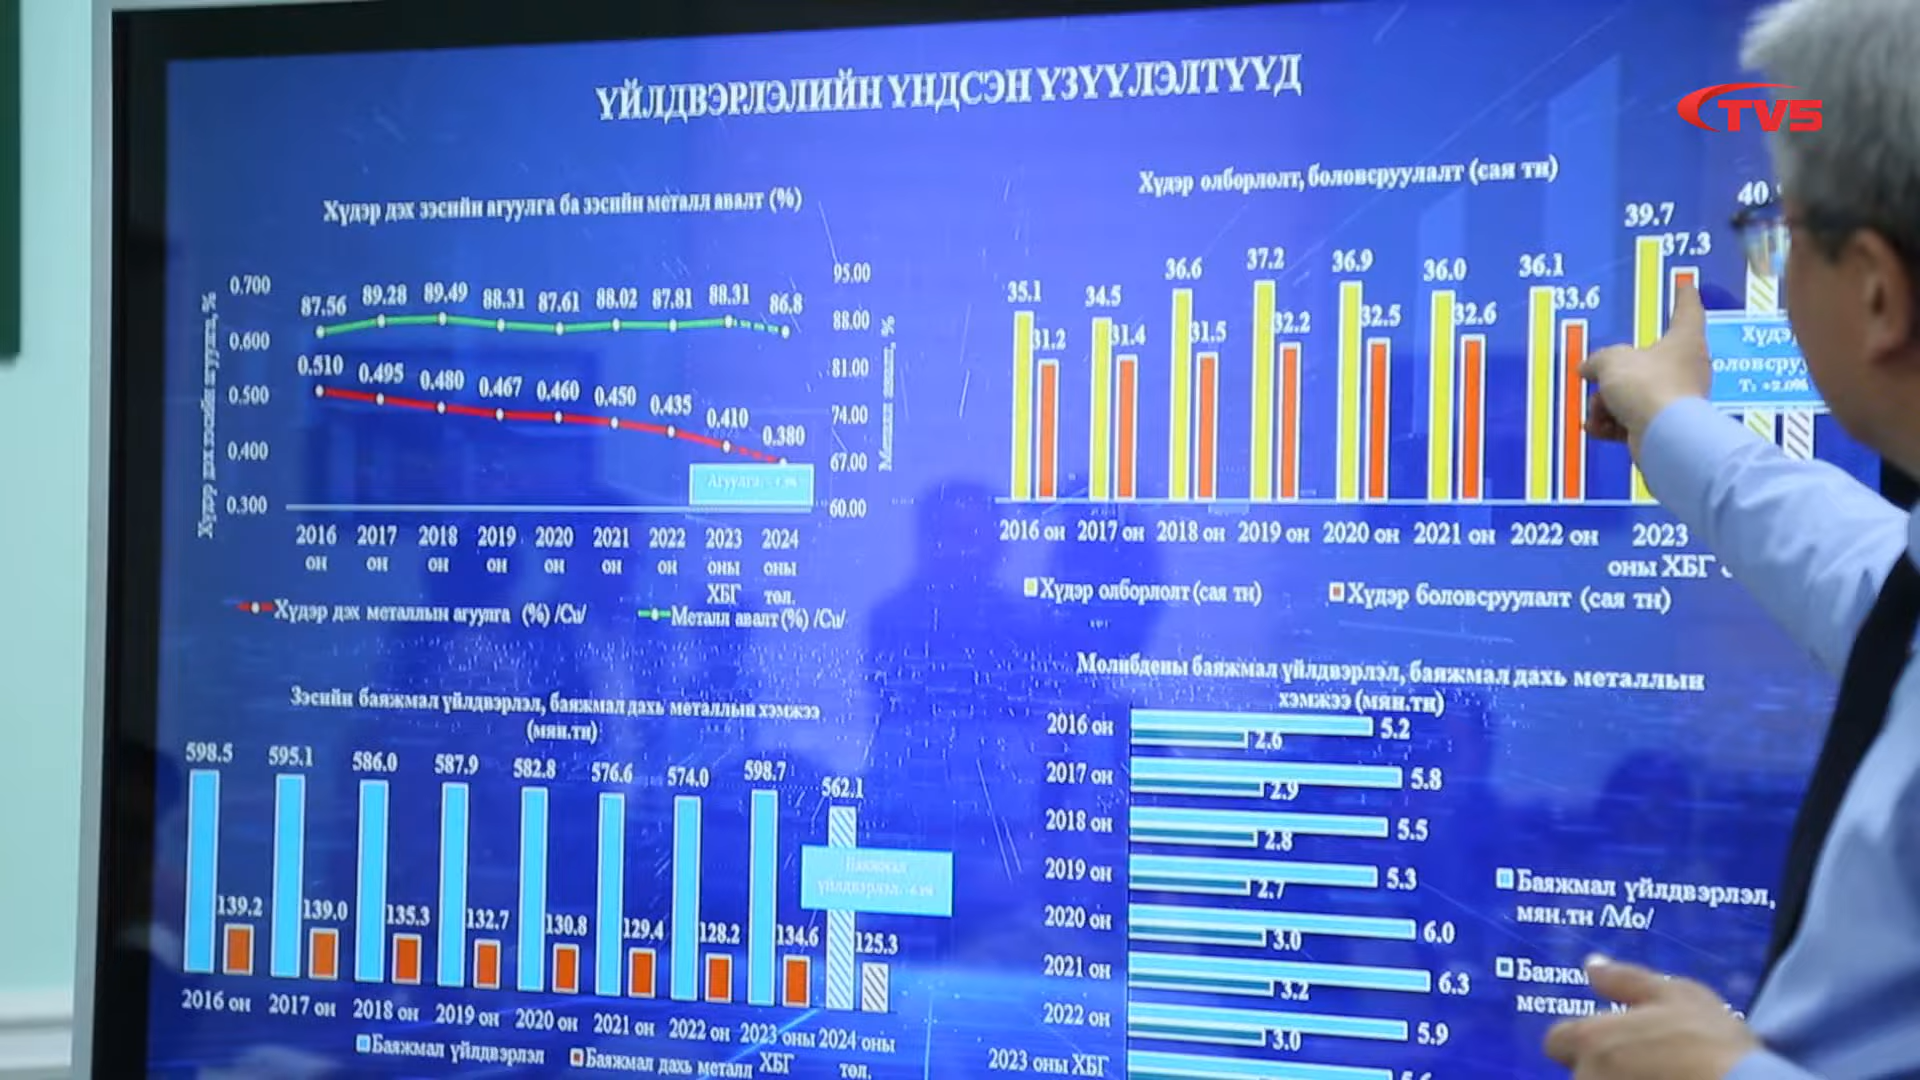 ҮЙЛДВЭРЛЭЛИЙН ҮНДСЭН ҮЗҮҮЛЭЛТҮҮД
TV5
Хүдэр дэх зэсийн агуулга ба зэсийн металл авалт (%)
Хүдэр дэх зэсийн агуулга, %
0.700
0.600
0.500
0.400
0.300
87.56 89.28 89.49 88.31 87.61 88.02 87.81 88.31 86.8
0.510 0.495 0.480 0.467 0.460 0.450 0.435 0.410 0.380
95.00
88.00
81.00
74.00
67.00
60.00
Металл авалт, %
2016 он 2017 он 2018 он 2019 он 2020 он 2021 он 2022 он 2023 оны ХБГ 2024 оны төл.
Хүдэр дэх металлын агуулга (%) /Cu/
Металл авалт (%) /Cu/
Хүдэр олборлолт, боловсруулалт (сая тн)
35.1 34.5 36.6 37.2 36.9 36.0 36.1 39.7 40.
31.2 31.4 31.5 32.2 32.5 32.6 33.6 37.3
2016 он 2017 он 2018 он 2019 он 2020 он 2021 он 2022 он 2023
оны ХБГ
Хүдэр олборлолт (сая тн)
Хүдэр боловсруулалт (сая тн)
Зэсийн баяжмал үйлдвэрлэл, баяжмал дахь металлын хэмжээ
(мян.тн)
598.5 595.1 586.0 587.9 582.8 576.6 574.0 598.7 562.1
Баяжмал
үйлдвэрлэл:
139.2 139.0 135.3 132.7 130.8 129.4 128.2 134.6 125.3
2016 он 2017 он 2018 он 2019 он 2020 он 2021 он 2022 он 2023 оны ХБГ 2024 оны төл.
Баяжмал үйлдвэрлэл
Баяжмал дахь металл
Молибдены баяжмал үйлдвэрлэл, баяжмал дахь металлын
хэмжээ (мян.тн)
2016 он 5.2
2.6
2017 он 5.8
2.9
2018 он 5.5
2.8
2019 он 5.3
2.7
2020 он 6.0
3.0
2021 он 6.3
3.2
2022 он 5.9
3.0
2023 оны ХБГ
Баяжмал үйлдвэрлэл,
мян.тн /Mo/
металл,